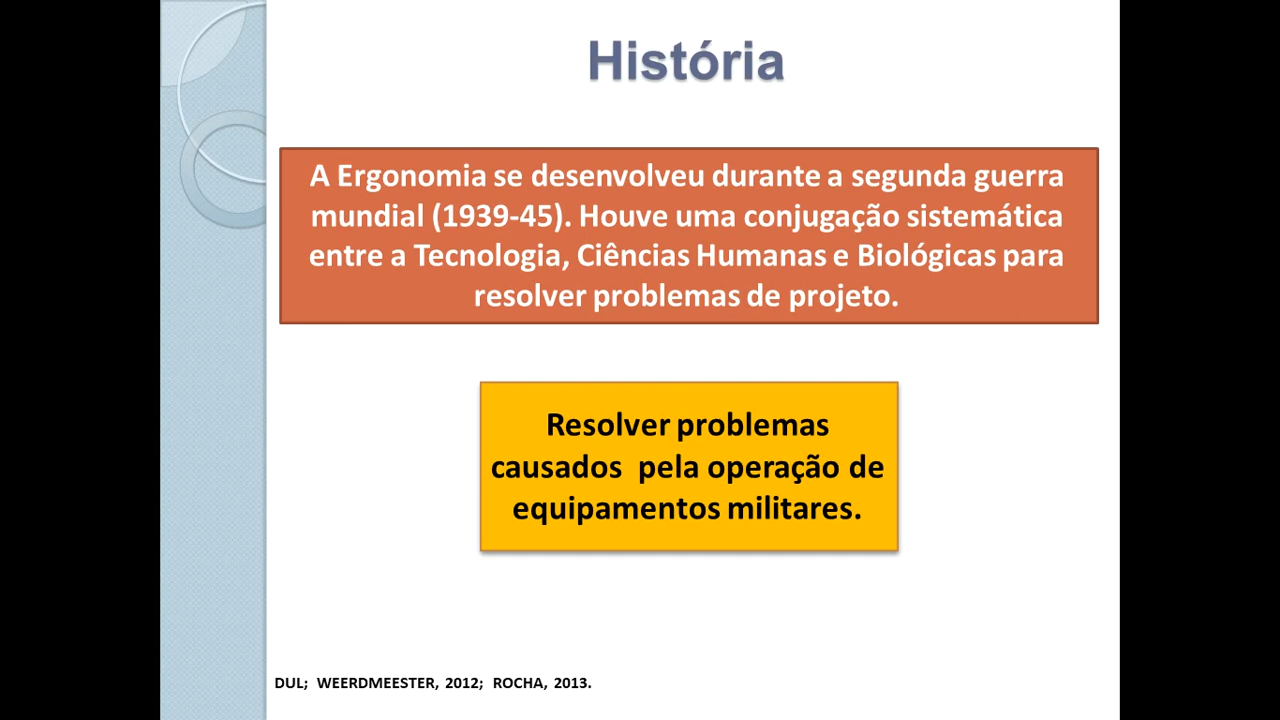 História
A Ergonomia se desenvolveu durante a segunda guerra
mundial (1939-45). Houve uma conjugação sistemática
entre a Tecnologia, Ciências Humanas e Biológicas para
resolver problemas de projeto.
Resolver problemas
causados pela operação de
equipamentos militares.
DUL; WEERDMEESTER, 2012; ROCHA, 2013.